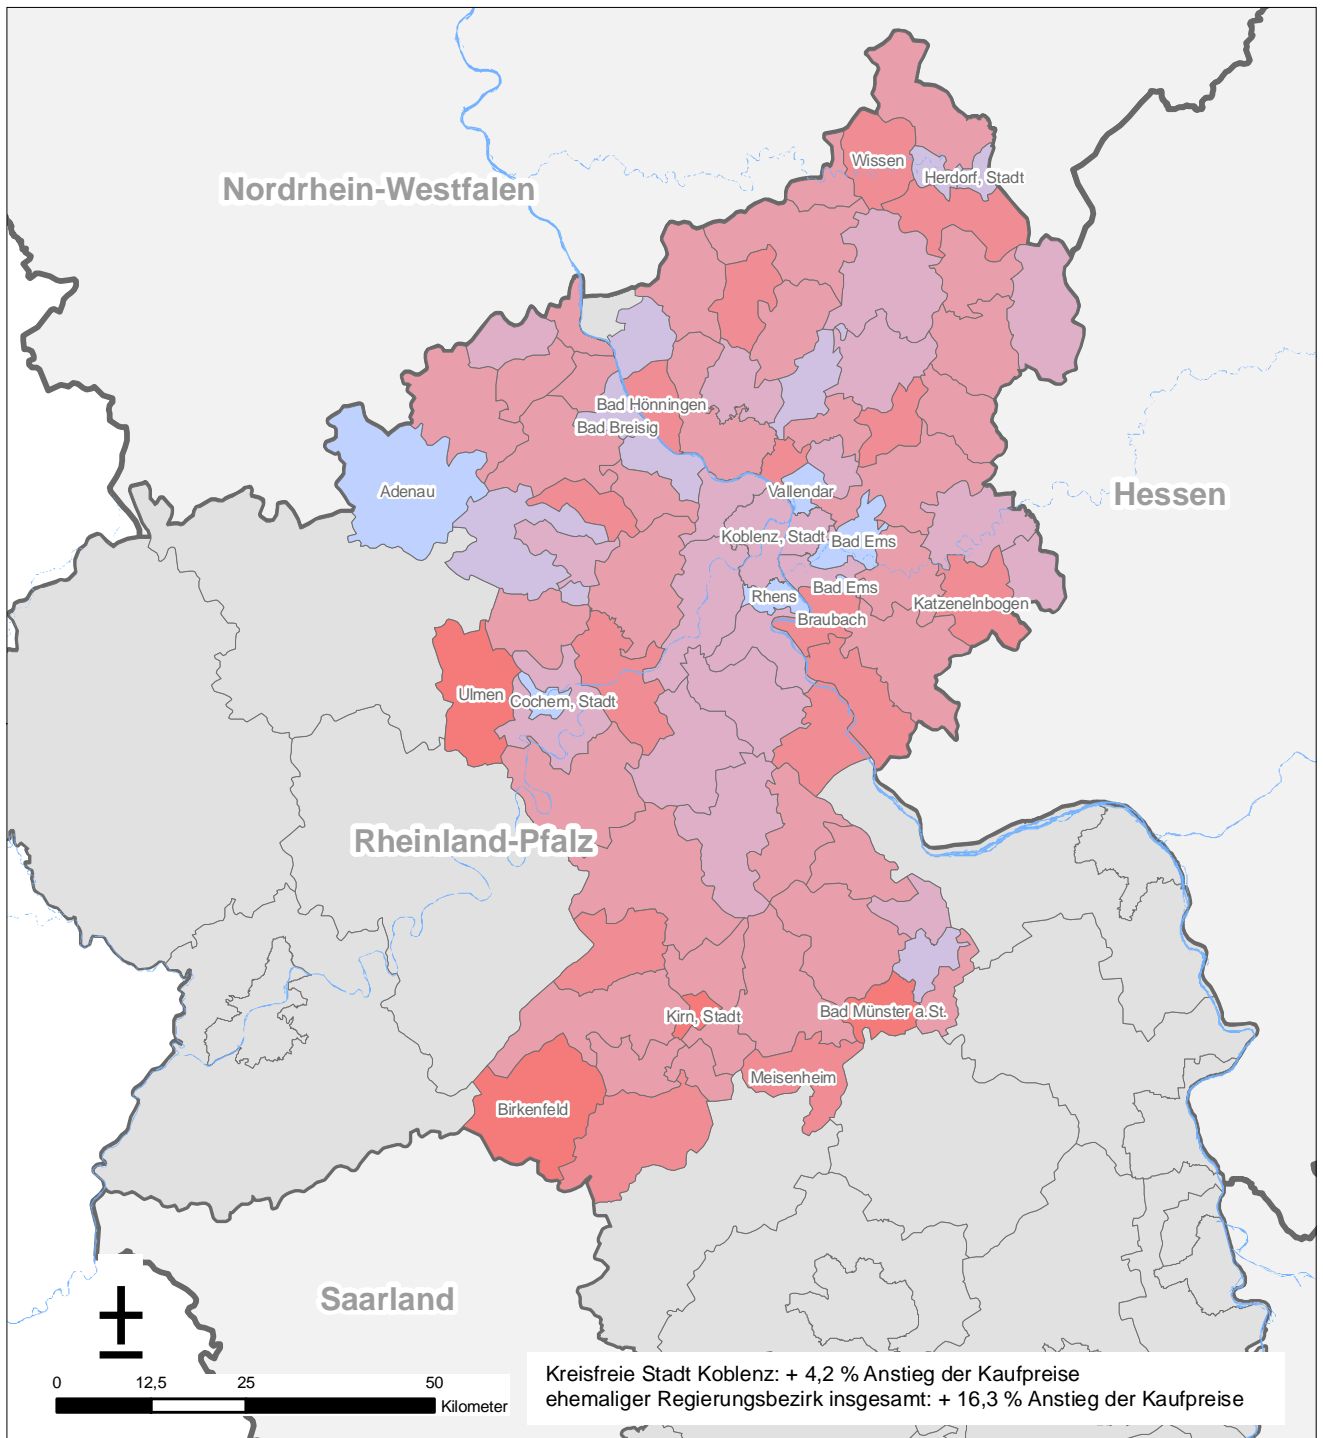 Wissen
Herdorf, Stadt
Nordrhein-Westfalen
Bad Hönningen
Bad Breisig
Adenau
Vallendar
Hessen
Koblenz, Stadt
Bad Ems
Bad Ems
Rhens
Katzenelnbogen
Braubach
Ulmen
Cochem, Stadt
Rheinland-Pfalz
Kirn, Stadt
Bad Münster a.St.
Meisenheim
Birkenfeld
Saarland
0 12,5 25 50
Kilometer
Kreisfreie Stadt Koblenz: + 4,2 % Anstieg der Kaufpreise
ehemaliger Regierungsbezirk insgesamt: + 16,3 % Anstieg der Kaufpreise